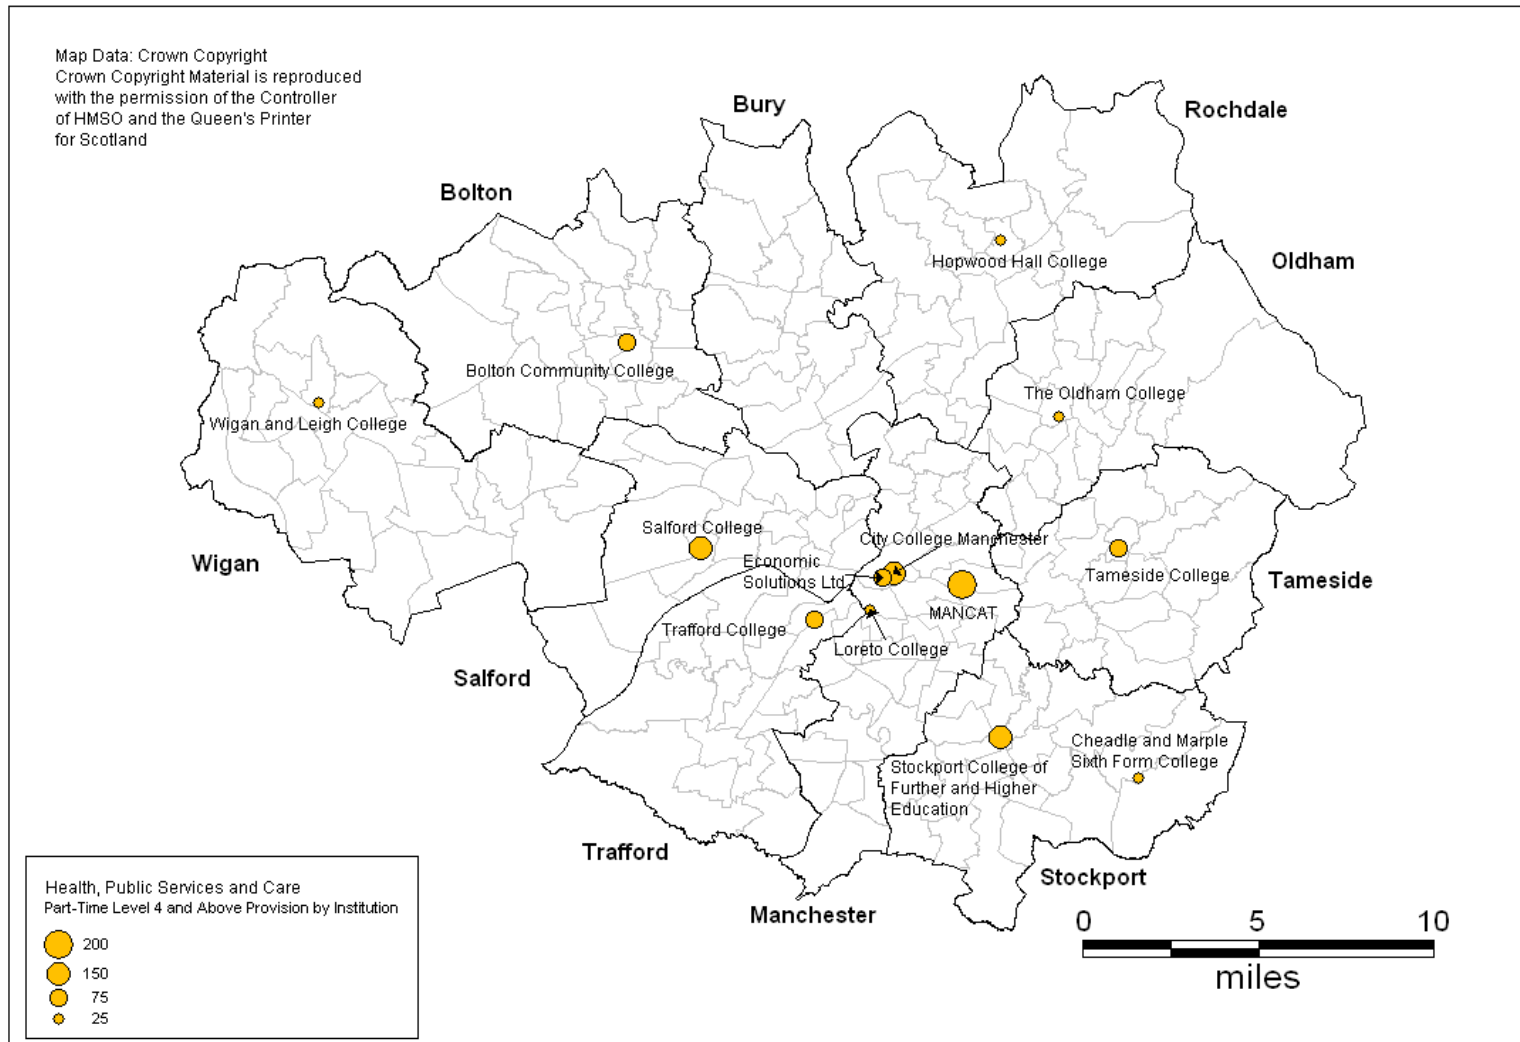 Map Data: Crown Copyright
Crown Copyright Material is reproduced
with the permission of the Controller
of HMSO and the Queen's Printer
for Scotland
Bury
Rochdale
Bolton
Hopwood Hall College
Oldham
Bolton Community College
The Oldham College
Wigan and Leigh College
Salford College
City College Manchester
Wigan
Economic
Solutions Ltd
Tameside College
Tameside
MANCAT
Trafford College
Loreto College
Salford
Cheadle and Marple
Sixth Form College
Stockport College of
Further and Higher
Education
Trafford
Stockport
Manchester
Health, Public Services and Care
Part-Time Level 4 and Above Provision by Institution
200
150
75
25
0 5 10
miles